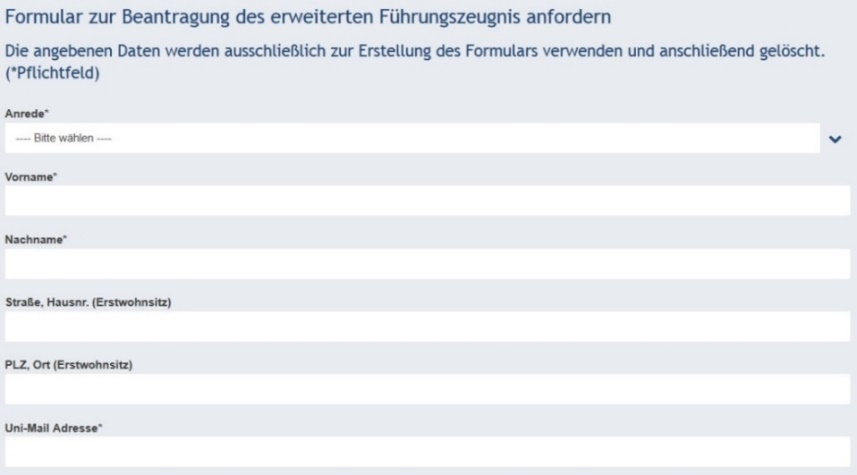 Formular zur Beantragung des erweiterten Führungszeugnis anfordern
Die angebenen Daten werden ausschließlich zur Erstellung des Formulars verwenden und anschließend gelöscht.
(*Pflichtfeld)
Anrede*
---- Bitte wählen ----
Vorname*
Nachname*
Straße, Hausnr. (Erstwohnsitz)
PLZ, Ort (Erstwohnsitz)
Uni-Mail Adresse*